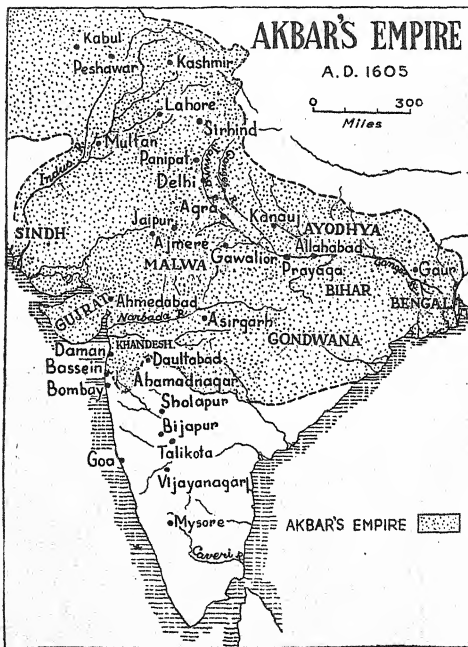 AKBAR'S EMPIRE
A.D. 1605
0 300
Miles
Kabul
Peshawar
Kashmir
Lahore
Sirhind
Multan
Panipat
Indus R.
Delhi
Jamna R.
Ganges R.
Agra
Kanauj
AYODHYA
SINDH
Jaipur
Ajmere
Allahabad
MALWA
Gawalior
Prayaga
Ganges R.
Gaur
BIHAR
BENGAL
GUJRAT
Ahmedabad
Narbada R.
Asirgarh
GONDWANA
KHANDESH
Daman
Daultabad
Bassein
Ahamadnagar
Bombay
Sholapur
Bijapur
Talikota
Goa
Vijayanagar
AKBAR'S EMPIRE
Mysore
Caveri R.